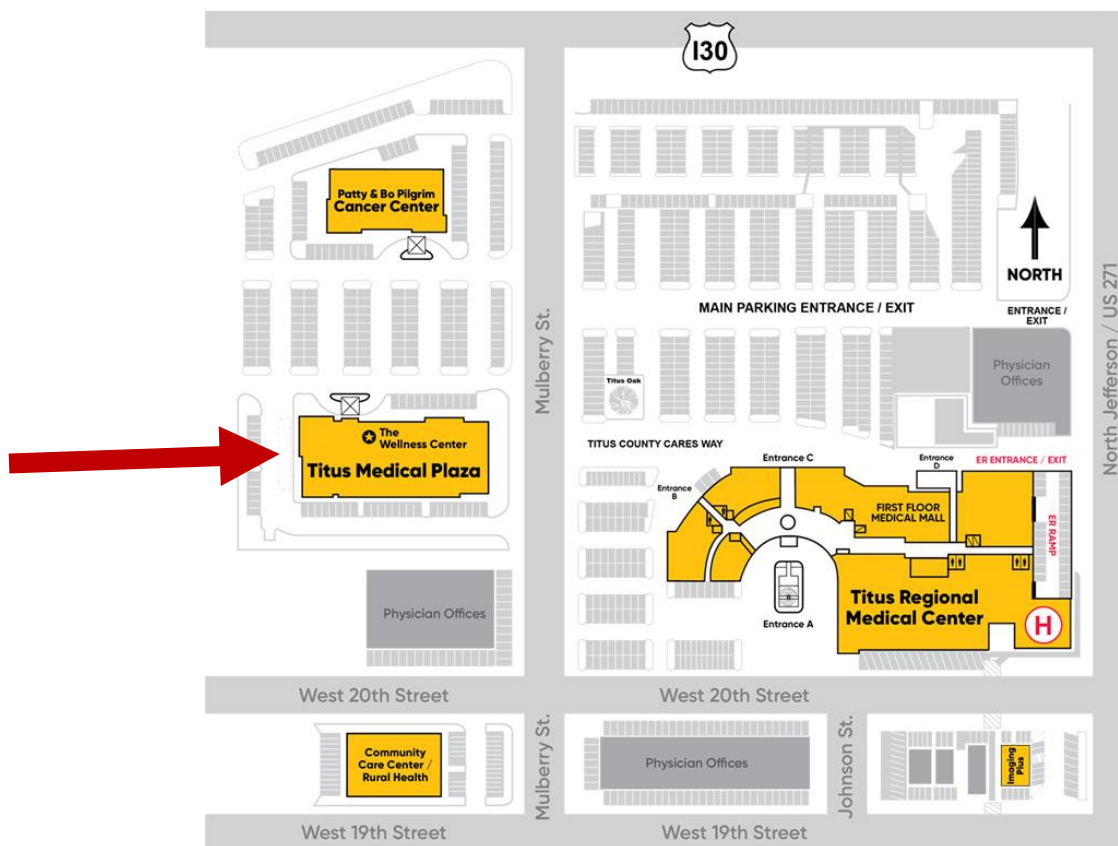 I30
Patty & Bo Pilgrim
Cancer Center
NORTH
MAIN PARKING ENTRANCE / EXIT
ENTRANCE /
EXIT
Mulberry St.
North Jefferson / US 271
Physician
Offices
Titus Oak
The
Wellness Center
Titus Medical Plaza
TITUS COUNTY CARES WAY
Entrance C
Entrance
D
ER ENTRANCE / EXIT
Entrance
B
FIRST FLOOR
MEDICAL MALL
ER RAMP
Titus Regional
Medical Center
H
Entrance A
Physician Offices
West 20th Street
West 20th Street
Community
Care Center /
Rural Health
Mulberry St.
Physician Offices
Johnson St.
Imaging
Plus
West 19th Street
West 19th Street